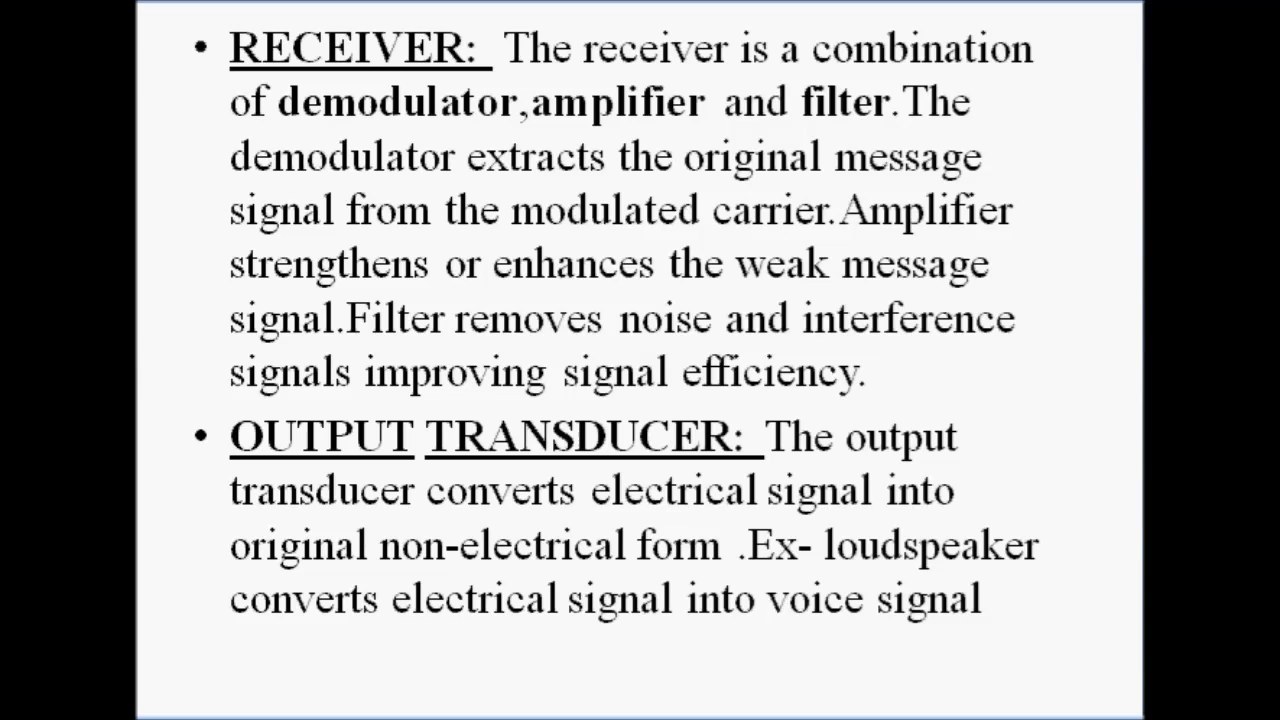 • RECEIVER: The receiver is a combination
of demodulator,amplifier and filter.The
demodulator extracts the original message
signal from the modulated carrier.Amplifier
strengthens or enhances the weak message
signal.Filter removes noise and interference
signals improving signal efficiency.
• OUTPUT TRANSDUCER: The output
transducer converts electrical signal into
original non-electrical form .Ex- loudspeaker
converts electrical signal into voice signal